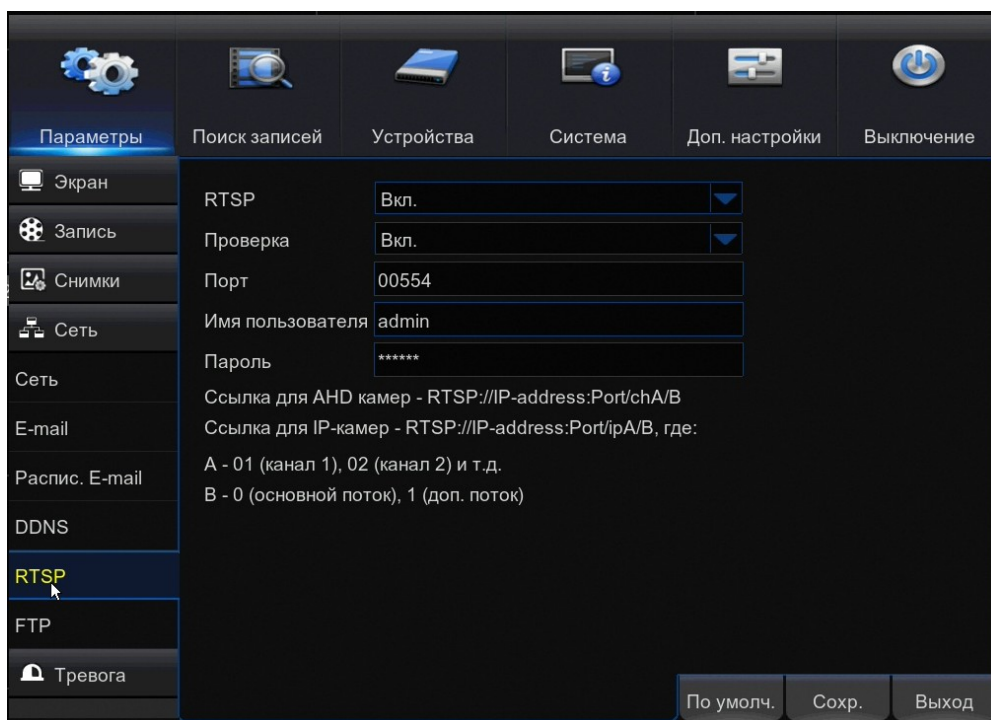 Параметры
Поиск записей
Устройства
Система
Доп. настройки
Выключение
Экран
Запись
Снимки
Сеть
Сеть
E-mail
Распис. E-mail
DDNS
RTSP
FTP
Тревога
RTSP Вкл.
Проверка Вкл.
Порт 00554
Имя пользователя admin
Пароль ******
Ссылка для AHD камер - RTSP://IP-address:Port/chA/B
Ссылка для IP-камер - RTSP://IP-address:Port/ipA/B, где:
A - 01 (канал 1), 02 (канал 2) и т.д.
B - 0 (основной поток), 1 (доп. поток)
По умолч.
Сохр.
Выход